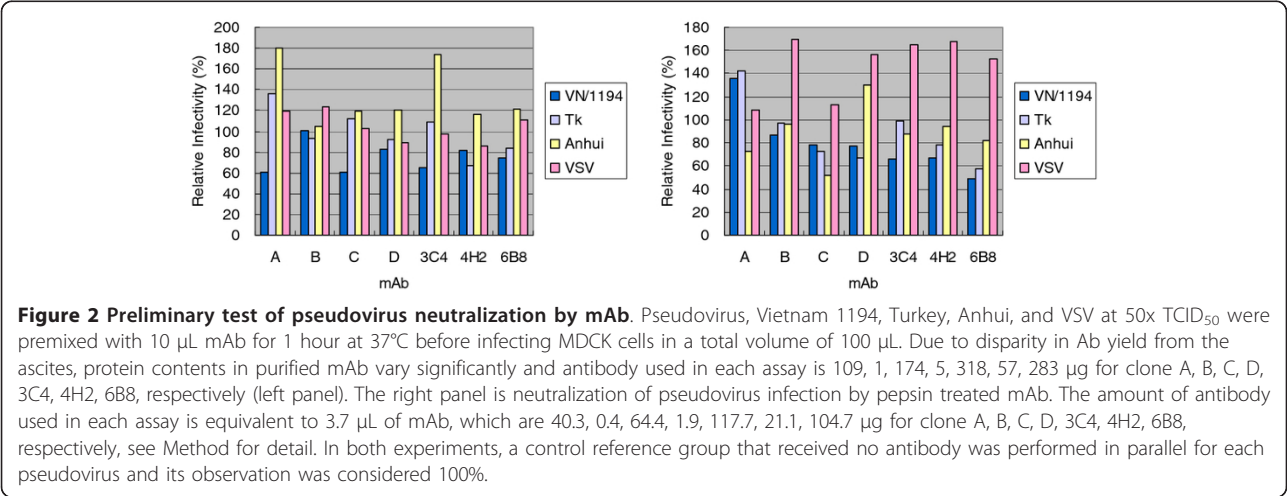 200
180
160
140
120
100
80
60
40
20
0
Relative Infectivity (%)
A B C D 3C4 4H2 6B8
mAb
VN/1194
Tk
Anhui
VSV
180
160
140
120
100
80
60
40
20
0
Relative Infectivity (%)
A B C D 3C4 4H2 6B8
mAb
VN/1194
Tk
Anhui
VSV
Figure 2 Preliminary test of pseudovirus neutralization by mAb. Pseudovirus, Vietnam 1194, Turkey, Anhui, and VSV at 50x TCID₅₀ were
premixed with 10 μL mAb for 1 hour at 37°C before infecting MDCK cells in a total volume of 100 μL. Due to disparity in Ab yield from the
ascites, protein contents in purified mAb vary significantly and antibody used in each assay is 109, 1, 174, 5, 318, 57, 283 μg for clone A, B, C, D,
3C4, 4H2, 6B8, respectively (left panel). The right panel is neutralization of pseudovirus infection by pepsin treated mAb. The amount of antibody
used in each assay is equivalent to 3.7 μL of mAb, which are 40.3, 0.4, 64.4, 1.9, 117.7, 21.1, 104.7 μg for clone A, B, C, D, 3C4, 4H2, 6B8,
respectively, see Method for detail. In both experiments, a control reference group that received no antibody was performed in parallel for each
pseudovirus and its observation was considered 100%.